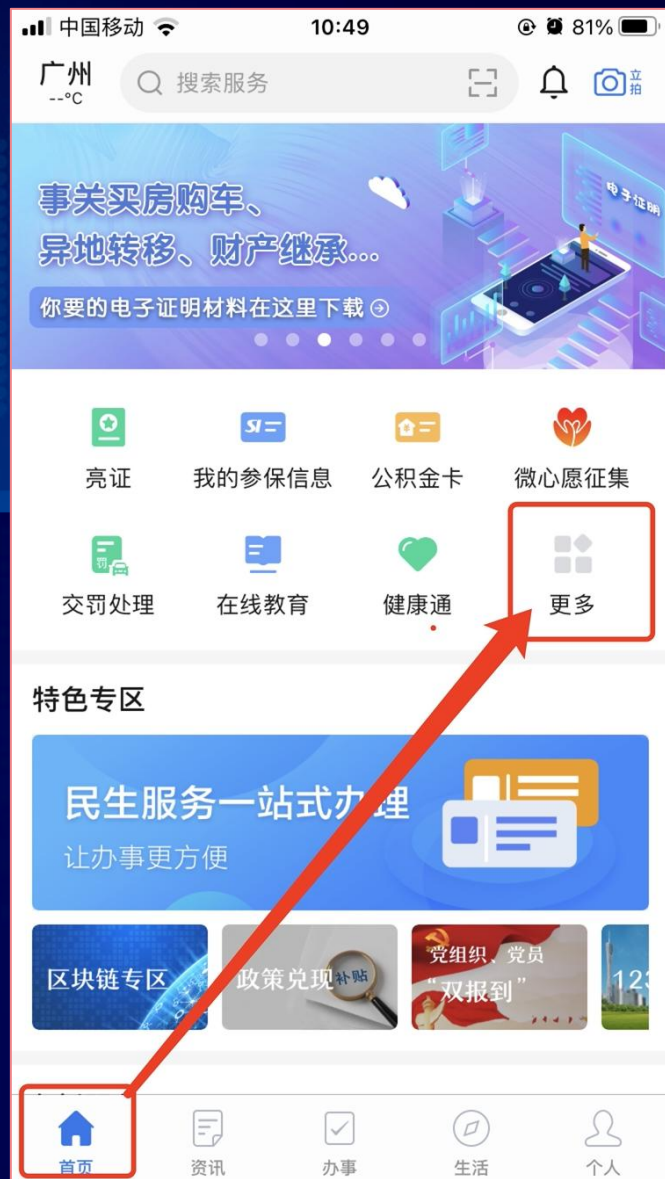 中国移动
10:49
81%
广州
--°C
搜索服务
立拍
事关买房购车、
异地转移、财产继承...
你要的电子证明材料在这里下载
电子证明
亮证
我的参保信息
公积金卡
微心愿征集
罚
交罚处理
在线教育
健康通
更多
特色专区
民生服务一站式办理
让办事更方便
区块链专区
政策兑现
补贴
党组织、党员
“双报到”
123
首页
资讯
办事
生活
个人